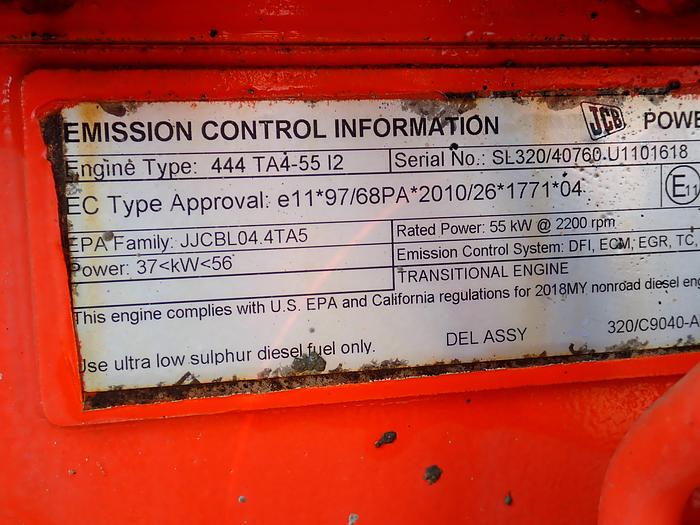 EMISSION CONTROL INFORMATION JCB POWE
Engine Type: 444 TA4-55 I2 Serial No.: SL320/40760.U1101618
EC Type Approval: e11*97/68PA*2010/26*1771*04 E11
EPA Family: JJCBL04.4TA5 Rated Power: 55 kW @ 2200 rpm
Power: 37<kW<56 Emission Control System: DFI, ECM, EGR, TC,
TRANSITIONAL ENGINE
This engine complies with U.S. EPA and California regulations for 2018MY nonroad diesel eng
Use ultra low sulphur diesel fuel only. DEL ASSY 320/C9040-A